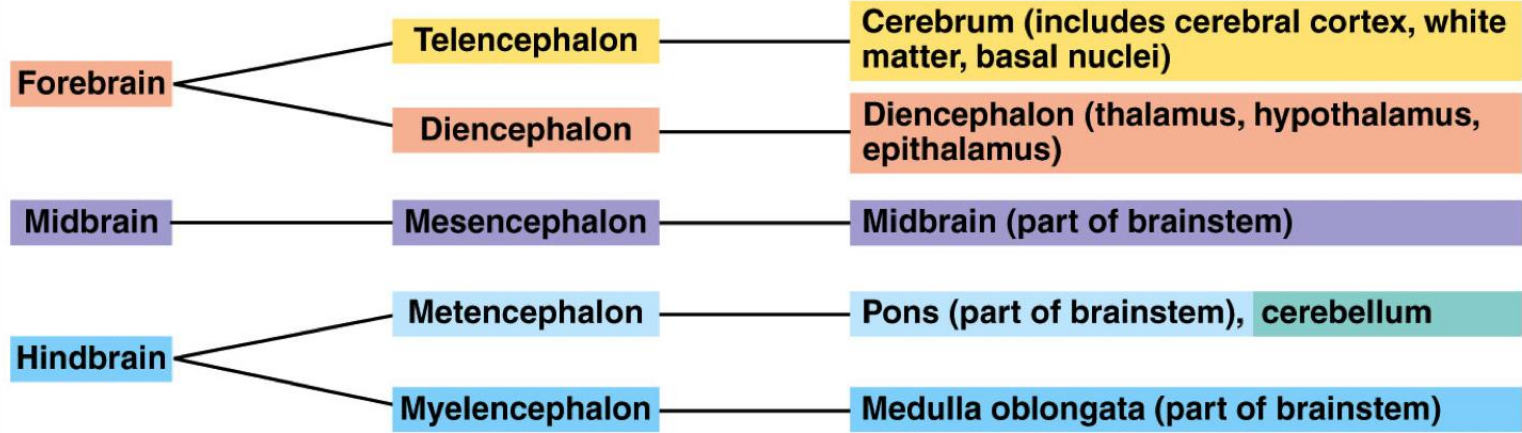 Forebrain
Telencephalon
Cerebrum (includes cerebral cortex, white
matter, basal nuclei)
Diencephalon
Diencephalon (thalamus, hypothalamus,
epithalamus)
Midbrain
Mesencephalon
Midbrain (part of brainstem)
Hindbrain
Metencephalon
Pons (part of brainstem), cerebellum
Myelencephalon
Medulla oblongata (part of brainstem)